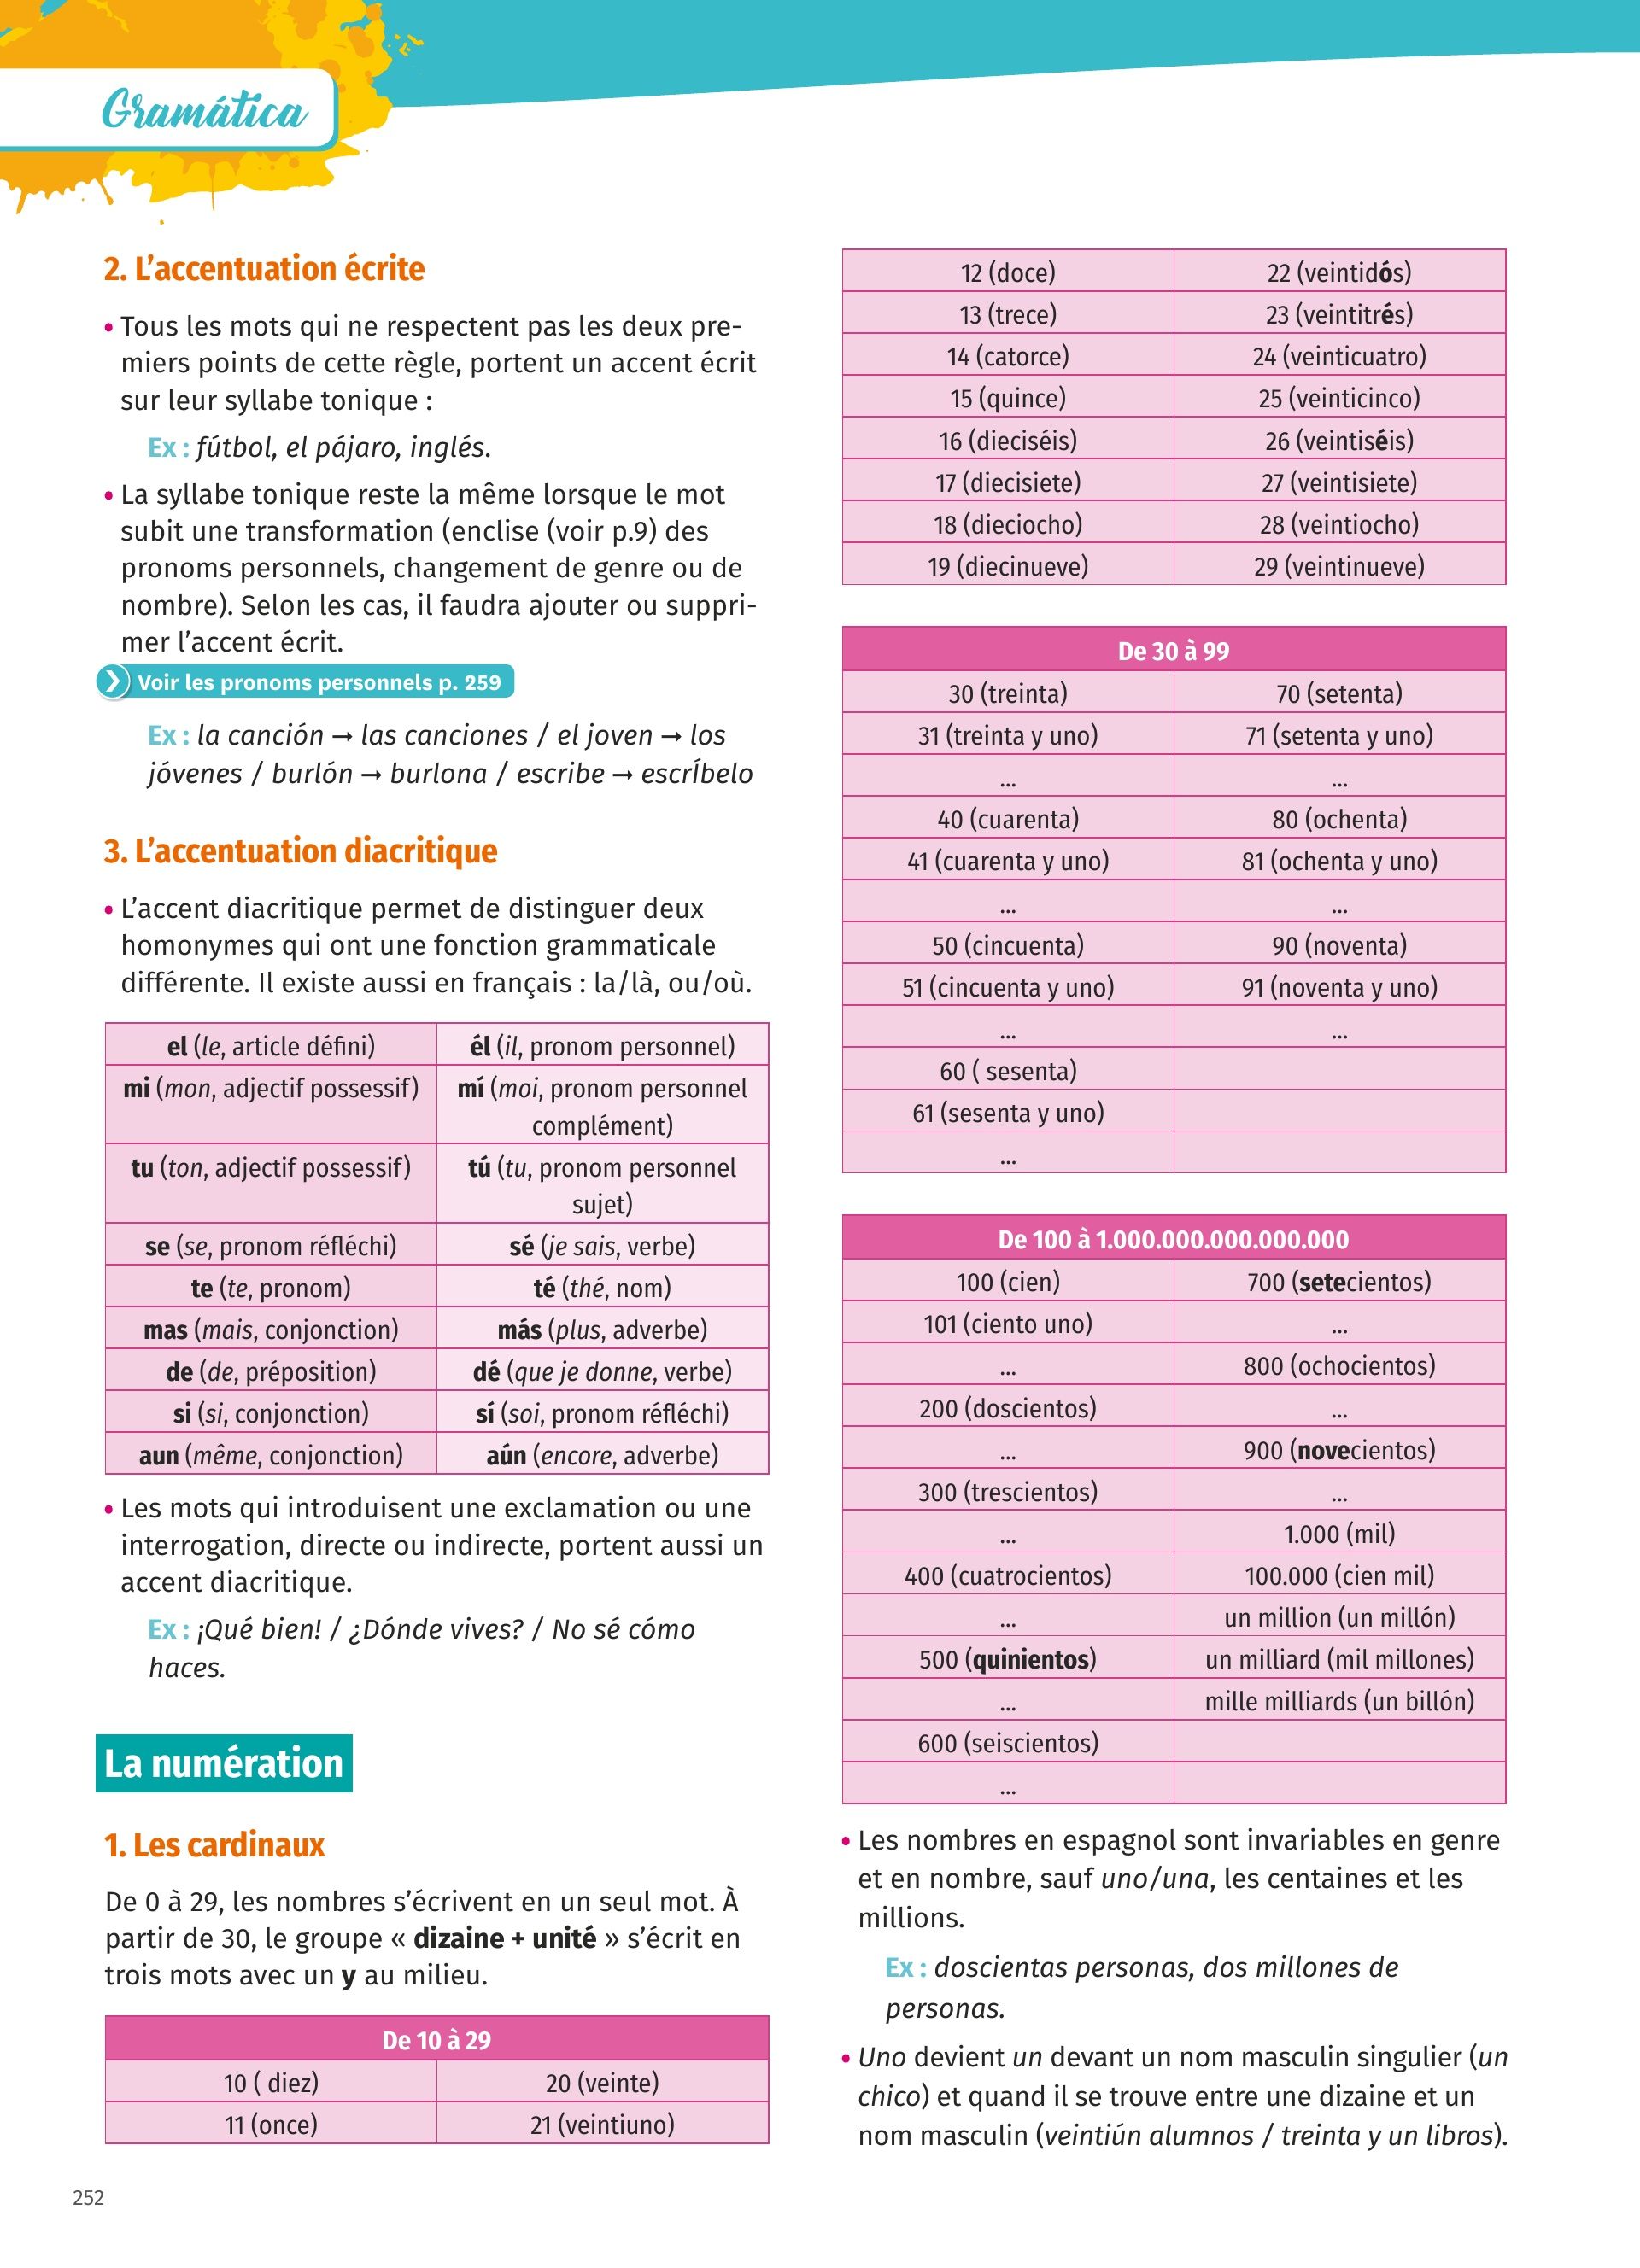 Gramática
2. L’accentuation écrite
• Tous les mots qui ne respectent pas les deux pre-
miers points de cette règle, portent un accent écrit
sur leur syllabe tonique :
Ex : fútbol, el pájaro, inglés.
• La syllabe tonique reste la même lorsque le mot
subit une transformation (enclise (voir p.9) des
pronoms personnels, changement de genre ou de
nombre). Selon les cas, il faudra ajouter ou suppri-
mer l’accent écrit.
Voir les pronoms personnels p. 259
Ex : la canción → las canciones / el joven → los
jóvenes / burlón → burlona / escribe → escrÍbelo
3. L’accentuation diacritique
• L’accent diacritique permet de distinguer deux
homonymes qui ont une fonction grammaticale
différente. Il existe aussi en français : la/là, ou/où.
el (le, article défini) él (il, pronom personnel)
mi (mon, adjectif possessif) mí (moi, pronom personnel
complément)
tu (ton, adjectif possessif) tú (tu, pronom personnel
sujet)
se (se, pronom réfléchi) sé (je sais, verbe)
te (te, pronom) té (thé, nom)
mas (mais, conjonction) más (plus, adverbe)
de (de, préposition) dé (que je donne, verbe)
si (si, conjonction) sí (soi, pronom réfléchi)
aun (même, conjonction) aún (encore, adverbe)
• Les mots qui introduisent une exclamation ou une
interrogation, directe ou indirecte, portent aussi un
accent diacritique.
Ex : ¡Qué bien! / ¿Dónde vives? / No sé cómo
haces.
La numération
1. Les cardinaux
De 0 à 29, les nombres s’écrivent en un seul mot. À
partir de 30, le groupe « dizaine + unité » s’écrit en
trois mots avec un y au milieu.
De 10 à 29
10 ( diez) 20 (veinte)
11 (once) 21 (veintiuno)
12 (doce) 22 (veintidós)
13 (trece) 23 (veintitrés)
14 (catorce) 24 (veinticuatro)
15 (quince) 25 (veinticinco)
16 (dieciséis) 26 (veintiséis)
17 (diecisiete) 27 (veintisiete)
18 (dieciocho) 28 (veintiocho)
19 (diecinueve) 29 (veintinueve)
De 30 à 99
30 (treinta) 70 (setenta)
31 (treinta y uno) 71 (setenta y uno)
... ...
40 (cuarenta) 80 (ochenta)
41 (cuarenta y uno) 81 (ochenta y uno)
... ...
50 (cincuenta) 90 (noventa)
51 (cincuenta y uno) 91 (noventa y uno)
... ...
60 ( sesenta)
61 (sesenta y uno)
...
De 100 à 1.000.000.000.000.000
100 (cien) 700 (setecientos)
101 (ciento uno) ...
... 800 (ochocientos)
200 (doscientos) ...
... 900 (novecientos)
300 (trescientos) ...
... 1.000 (mil)
400 (cuatrocientos) 100.000 (cien mil)
... un million (un millón)
500 (quinientos) un milliard (mil millones)
... mille milliards (un billón)
600 (seiscientos)
...
• Les nombres en espagnol sont invariables en genre
et en nombre, sauf uno/una, les centaines et les
millions.
Ex : doscientas personas, dos millones de
personas.
• Uno devient un devant un nom masculin singulier (un
chico) et quand il se trouve entre une dizaine et un
nom masculin (veintiún alumnos / treinta y un libros).
252